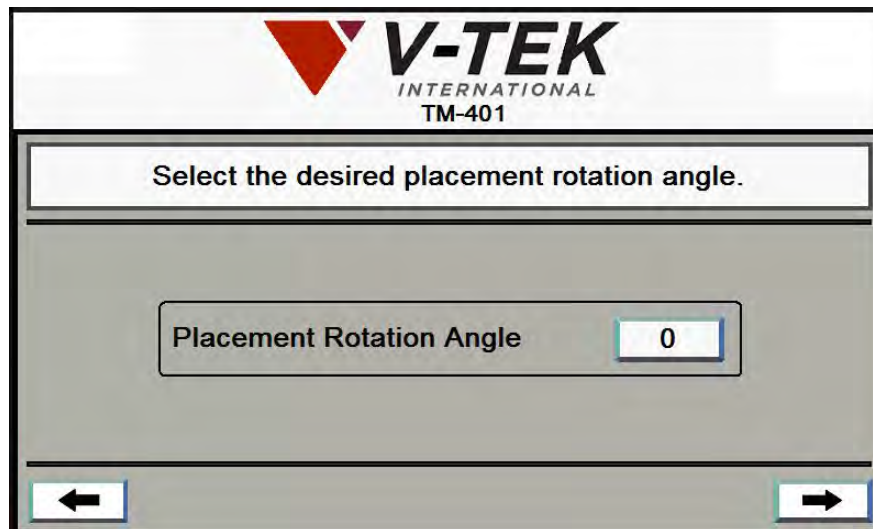 V-TEK
INTERNATIONAL
TM-401
Select the desired placement rotation angle.
Placement Rotation Angle 0